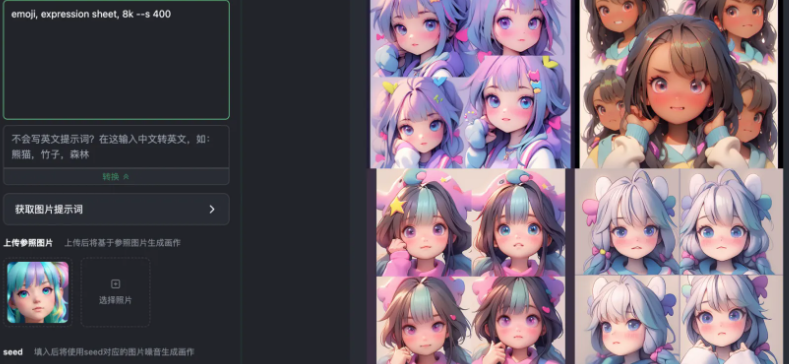 emoji, expression sheet, 8k --s 400
不会写英文提示词？在这输入中文转英文，如：
熊猫，竹子，森林
转换
获取图片提示词
上传参照图片 上传后将基于参照图片生成画作
选择照片
seed 填入后将使用seed对应的图片噪音生成画作